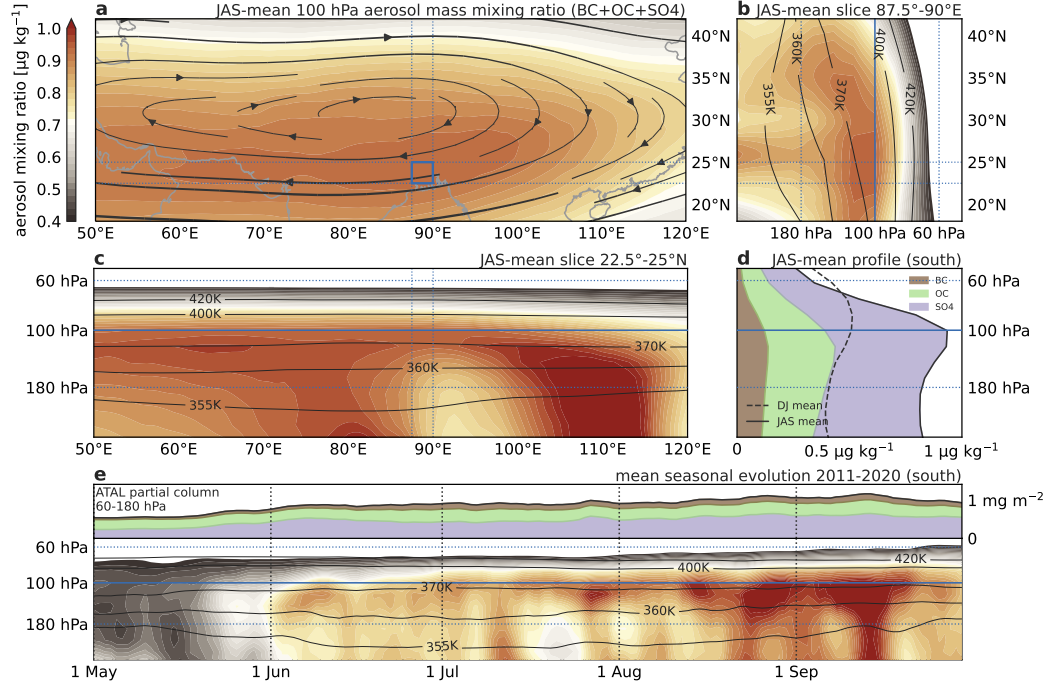 a JAS-mean 100 hPa aerosol mass mixing ratio (BC+OC+SO4)
aerosol mixing ratio [µg kg⁻¹]
1.0
0.9
0.8
0.7
0.6
0.5
0.4
50°E 60°E 70°E 80°E 90°E 100°E 110°E 120°E
b JAS-mean slice 87.5°-90°E
40°N
35°N
30°N
25°N
20°N
355K
360K
370K
400K
420K
180 hPa 100 hPa 60 hPa
c JAS-mean slice 22.5°-25°N
60 hPa
100 hPa
180 hPa
420K
400K
370K
360K
355K
50°E 60°E 70°E 80°E 90°E 100°E 110°E 120°E
d JAS-mean profile (south)
BC
OC
SO4
60 hPa
100 hPa
180 hPa
DJ mean
JAS mean
0 0.5 µg kg⁻¹ 1 µg kg⁻¹
e mean seasonal evolution 2011-2020 (south)
ATAL partial column
60-180 hPa
1 mg m⁻²
0
60 hPa
100 hPa
180 hPa
420K
400K
370K
360K
355K
1 May 1 Jun 1 Jul 1 Aug 1 Sep